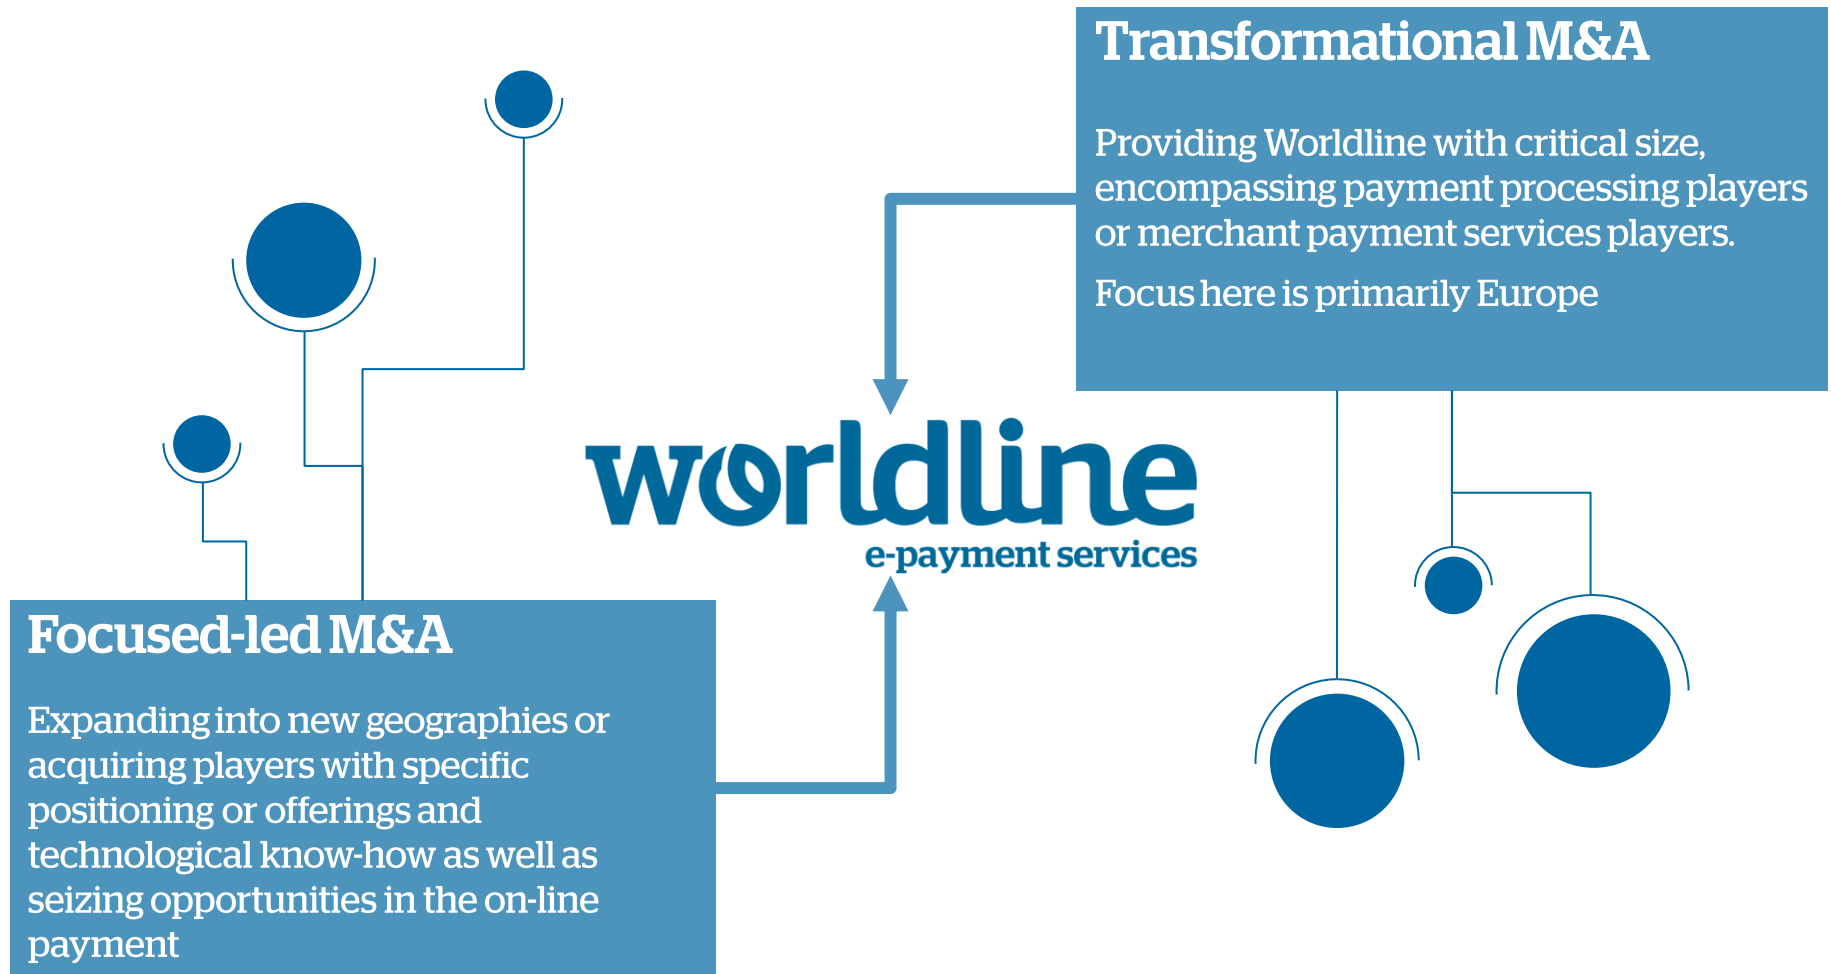 Transformational M&A
Providing Worldline with critical size,
encompassing payment processing players
or merchant payment services players.
Focus here is primarily Europe
worldline
e-payment services
Focused-led M&A
Expanding into new geographies or
acquiring players with specific
positioning or offerings and
technological know-how as well as
seizing opportunities in the on-line
payment